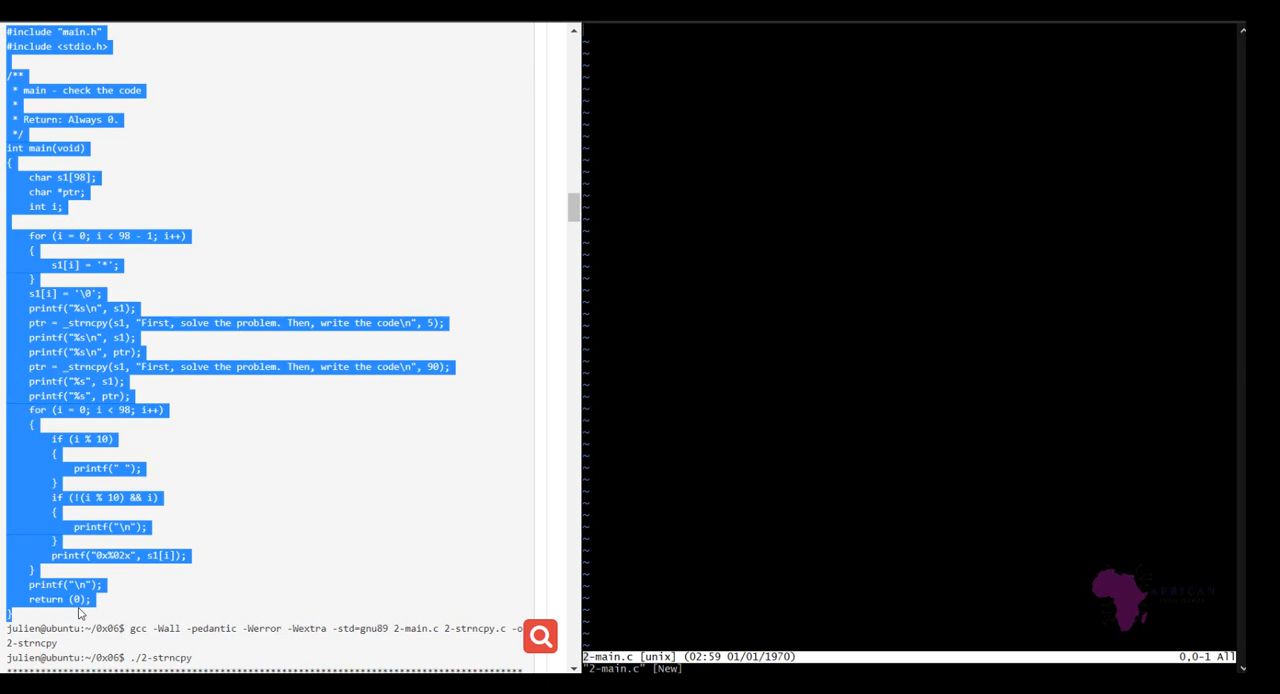 #include "main.h"
#include <stdio.h>
/**
* main - check the code
*
* Return: Always 0.
*/
int main(void)
{
char s1[98];
char *ptr;
int i;
for (i = 0; i < 98 - 1; i++)
{
s1[i] = '*';
}
s1[i] = '\0';
printf("%s\n", s1);
ptr = _strncpy(s1, "First, solve the problem. Then, write the code\n", 5);
printf("%s\n", s1);
printf("%s\n", ptr);
ptr = _strncpy(s1, "First, solve the problem. Then, write the code\n", 90);
printf("%s", s1);
printf("%s", ptr);
for (i = 0; i < 98; i++)
{
if (i % 10)
{
printf(" ");
}
if (!(i % 10) && i)
{
printf("\n");
}
printf("0x%02x", s1[i]);
}
printf("\n");
return (0);
}
julien@ubuntu:~/0x06$ gcc -Wall -pedantic -Werror -Wextra -std=gnu89 2-main.c 2-strncpy.c -o
2-strncpy
julien@ubuntu:~/0x06$ ./2-strncpy
2-main.c [unix] (02:59 01/01/1970) 0,0-1 All
"2-main.c" [New]
AFRICAN